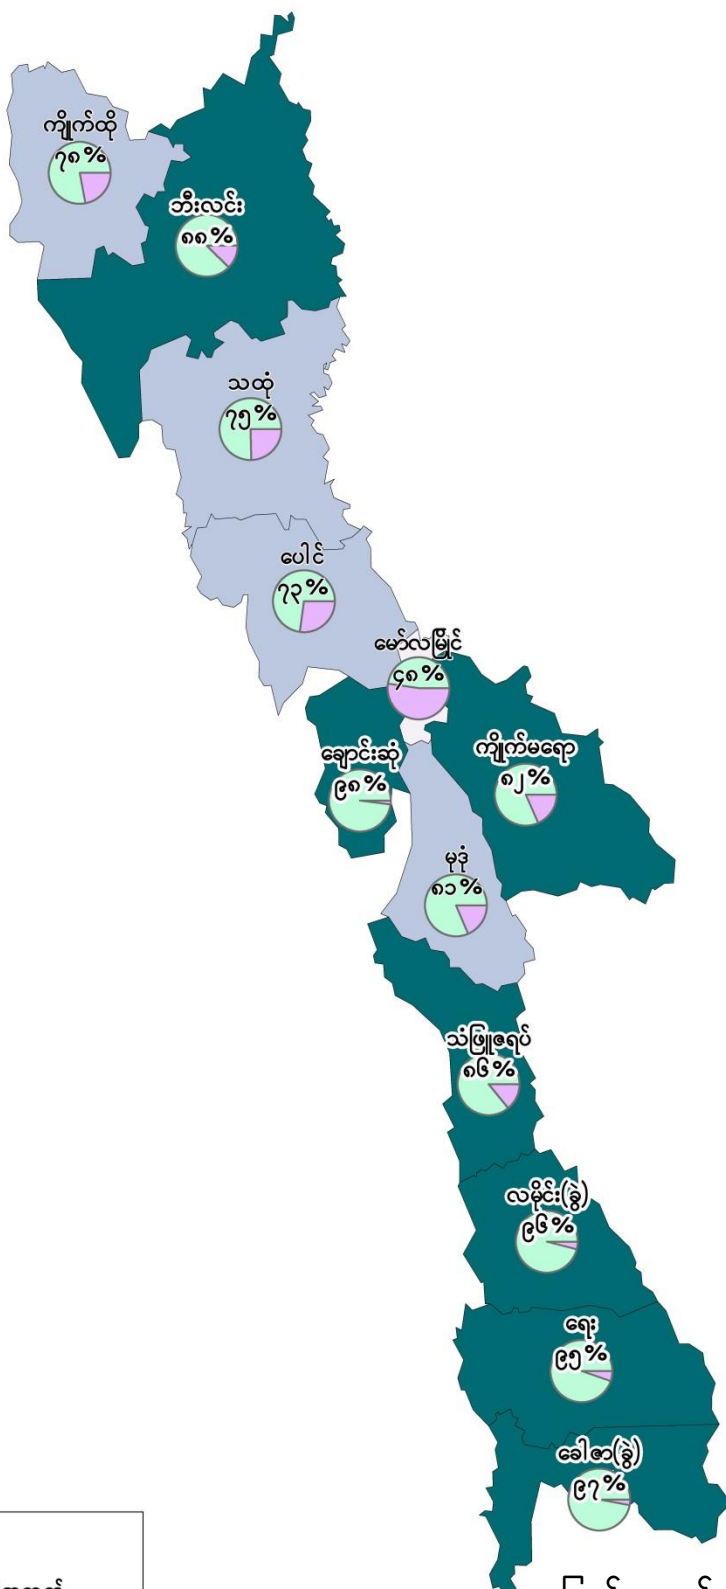 ကျိုက်ထို
၇၈%
ဘီးလင်း
၈၈%
သထုံ
၇၅%
ပေါင်
၇၃%
မော်လမြိုင်
၄၈%
ချောင်းဆုံ
၉၈%
ကျိုက်မရော
၈၂%
မုဒုံ
၈၁%
သံဖြူဇရပ်
၈၆%
လမိုင်း(ခွဲ)
၉၆%
ရေး
၉၅%
ခေါဇာ(ခွဲ)
၉၇%